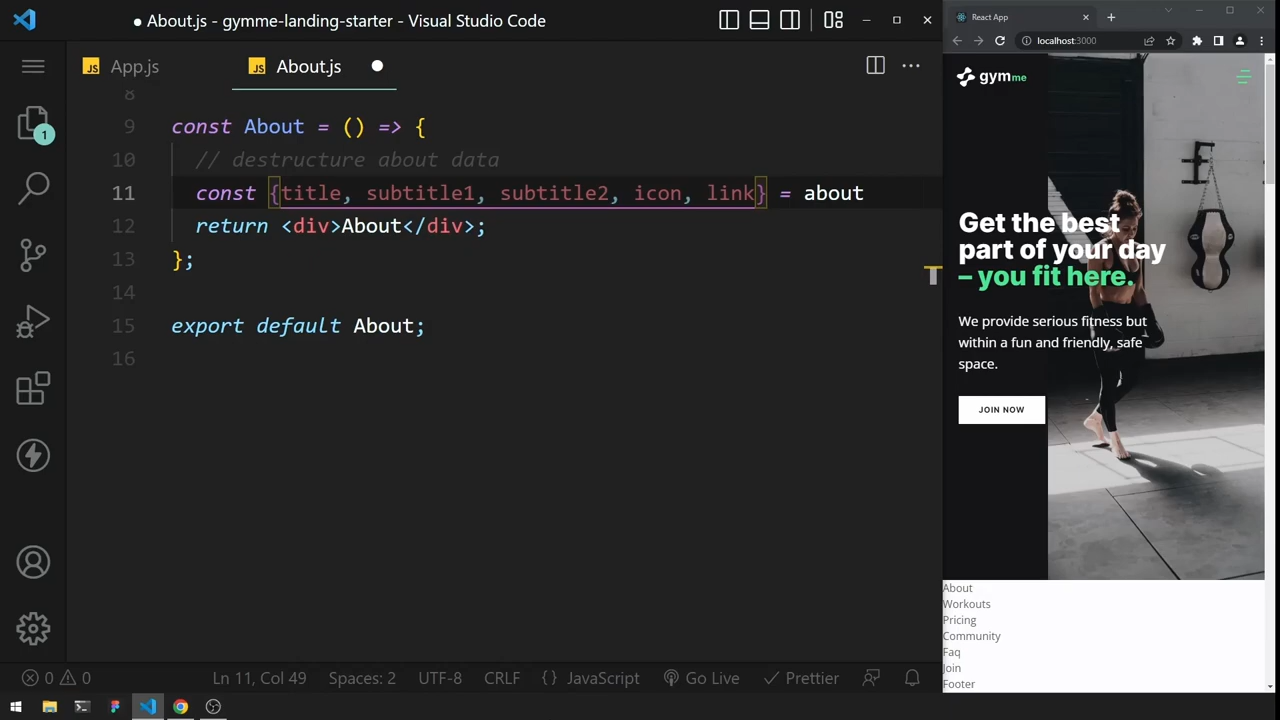 About.js - gymme-landing-starter - Visual Studio Code
App.js
About.js
8
9 const About = () => {
10 // destructure about data
11 const {title, subtitle1, subtitle2, icon, link} = about
12 return <div>About</div>;
13 };
14
15 export default About;
16
1
0 0
Ln 11, Col 49
Spaces: 2
UTF-8
CRLF
{} JavaScript
Go Live
Prettier
React App
localhost:3000
gymme
Get the best
part of your day
– you fit here.
We provide serious fitness but
within a fun and friendly, safe
space.
JOIN NOW
About
Workouts
Pricing
Community
Faq
Join
Footer